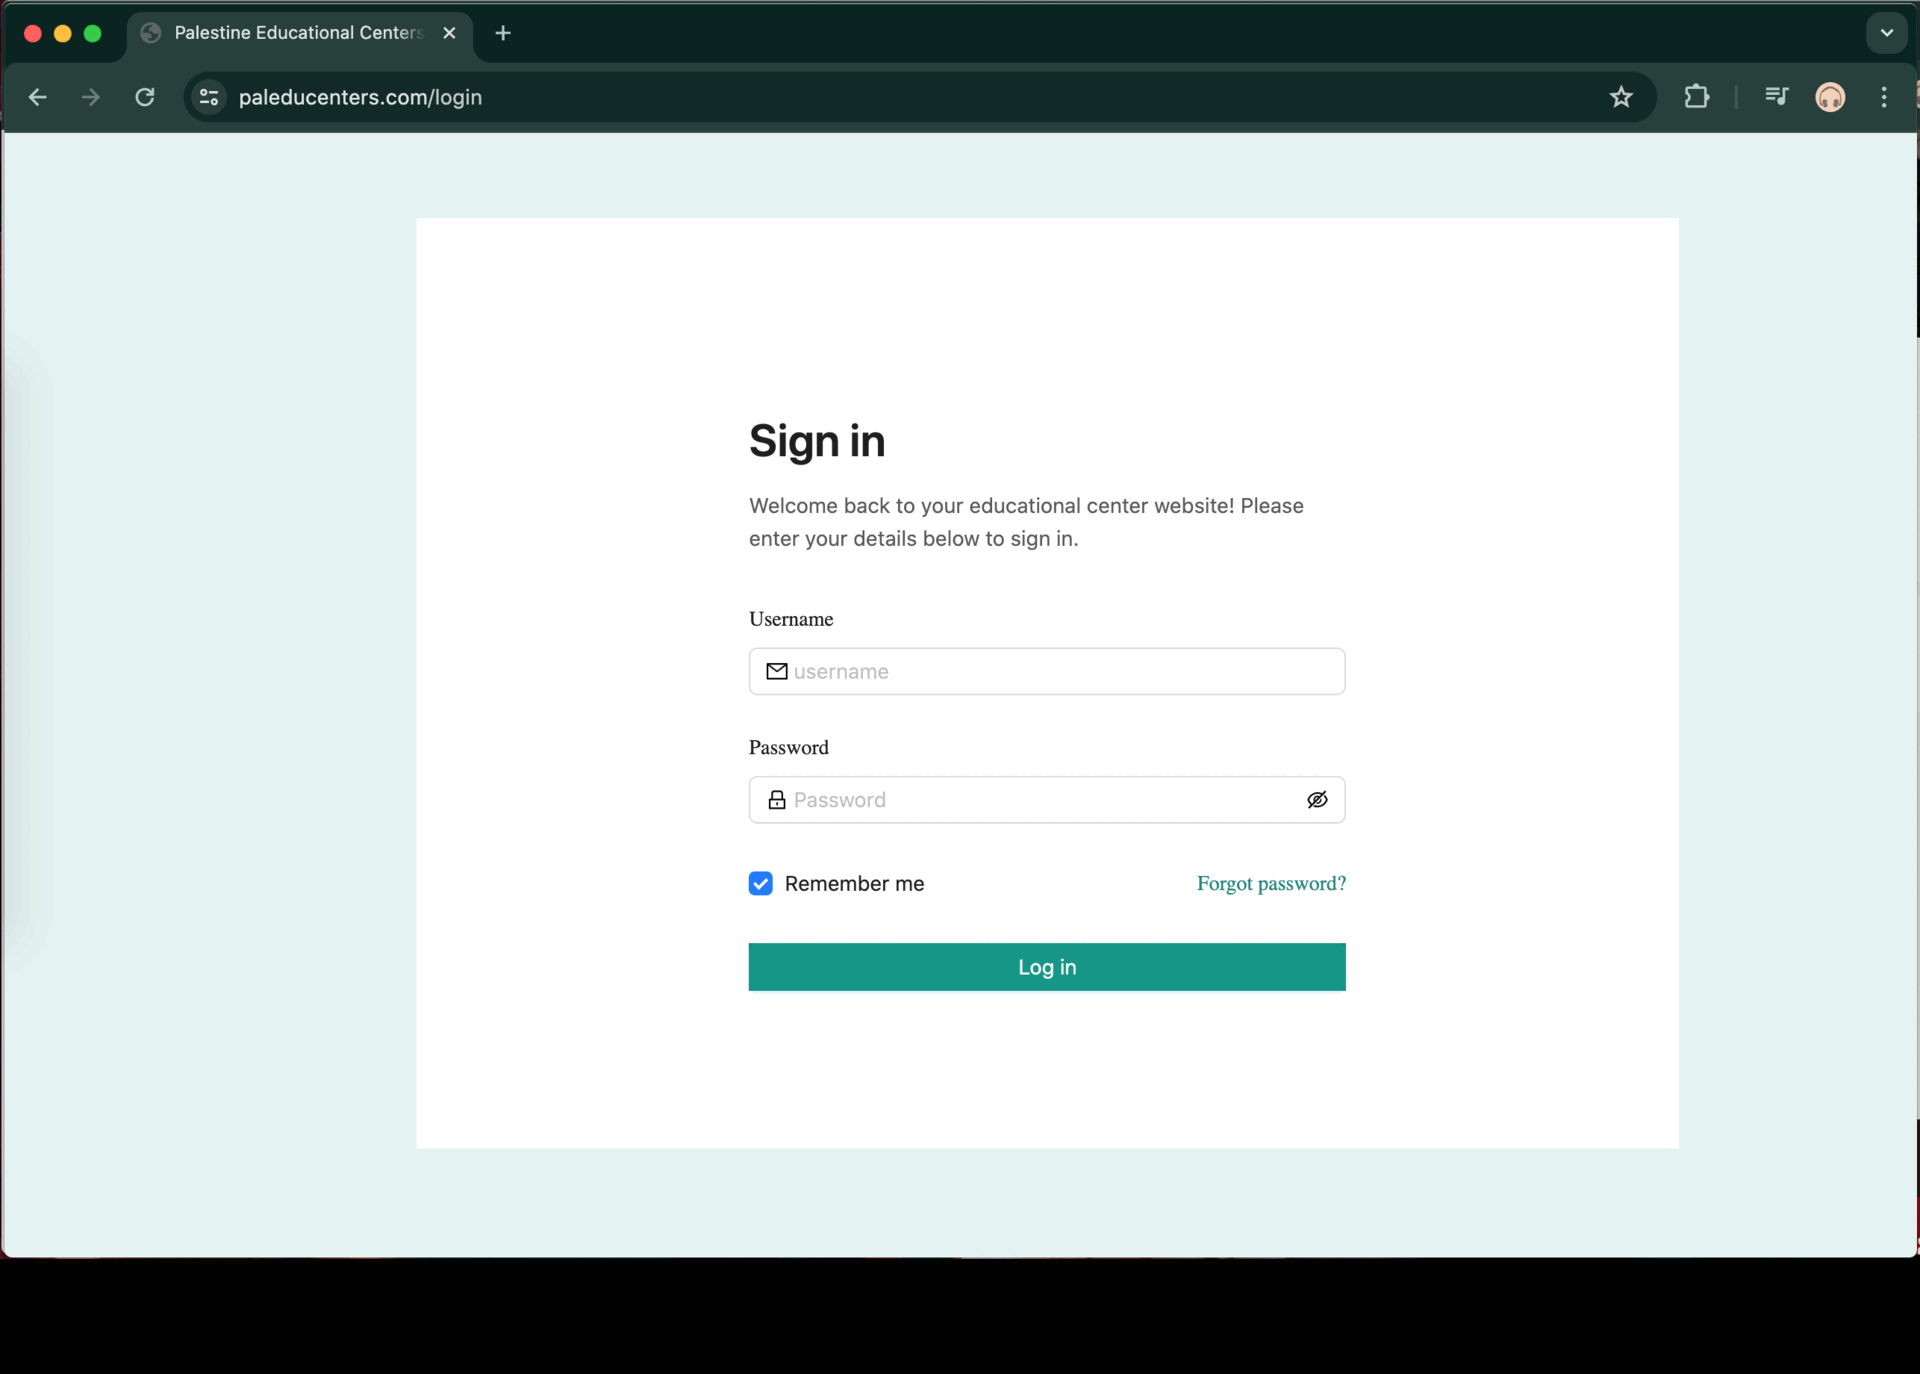 Palestine Educational Centers
paleducenters.com/login
Sign in
Welcome back to your educational center website! Please
enter your details below to sign in.
Username
username
Password
Password
Remember me
Forgot password?
Log in